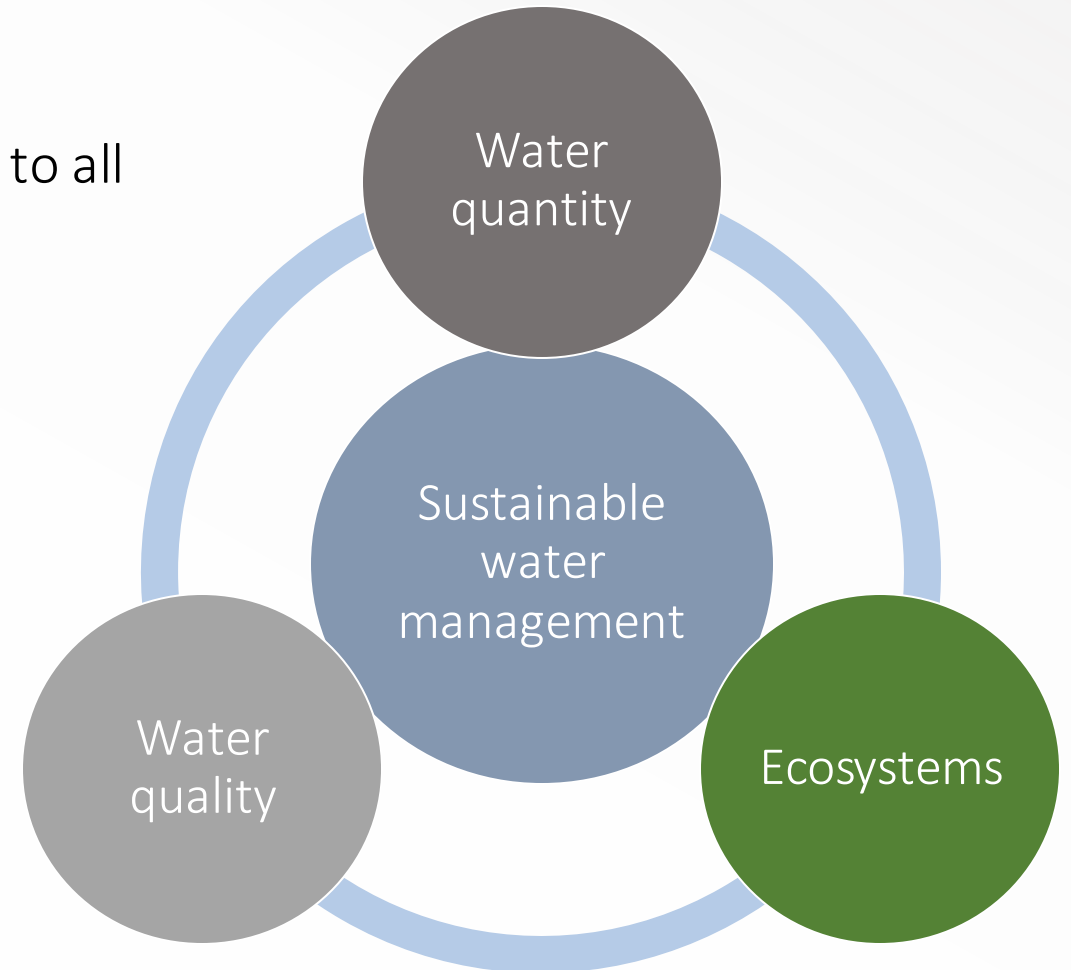 to all
Water
quantity
Sustainable
water
management
Water
quality
Ecosystems